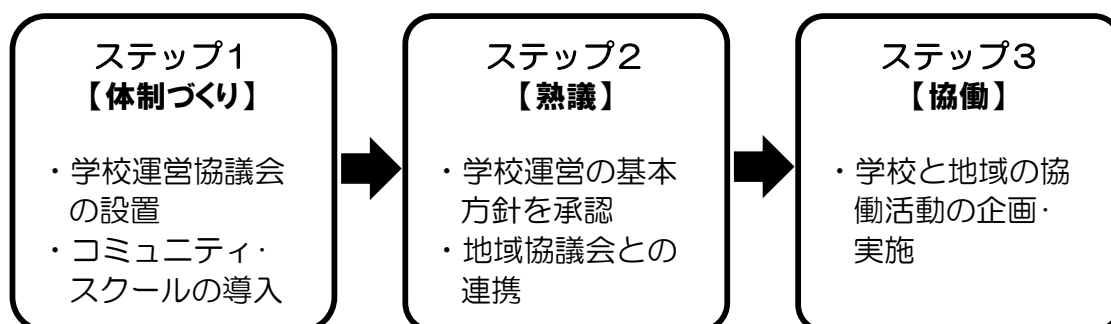 ステップ1
【体制づくり】
・学校運営協議会
の設置
・コミュニティ・
スクールの導入
ステップ2
【熟議】
・学校運営の基本
方針を承認
・地域協議会との
連携
ステップ3
【協働】
・学校と地域の協
働活動の企画・
実施